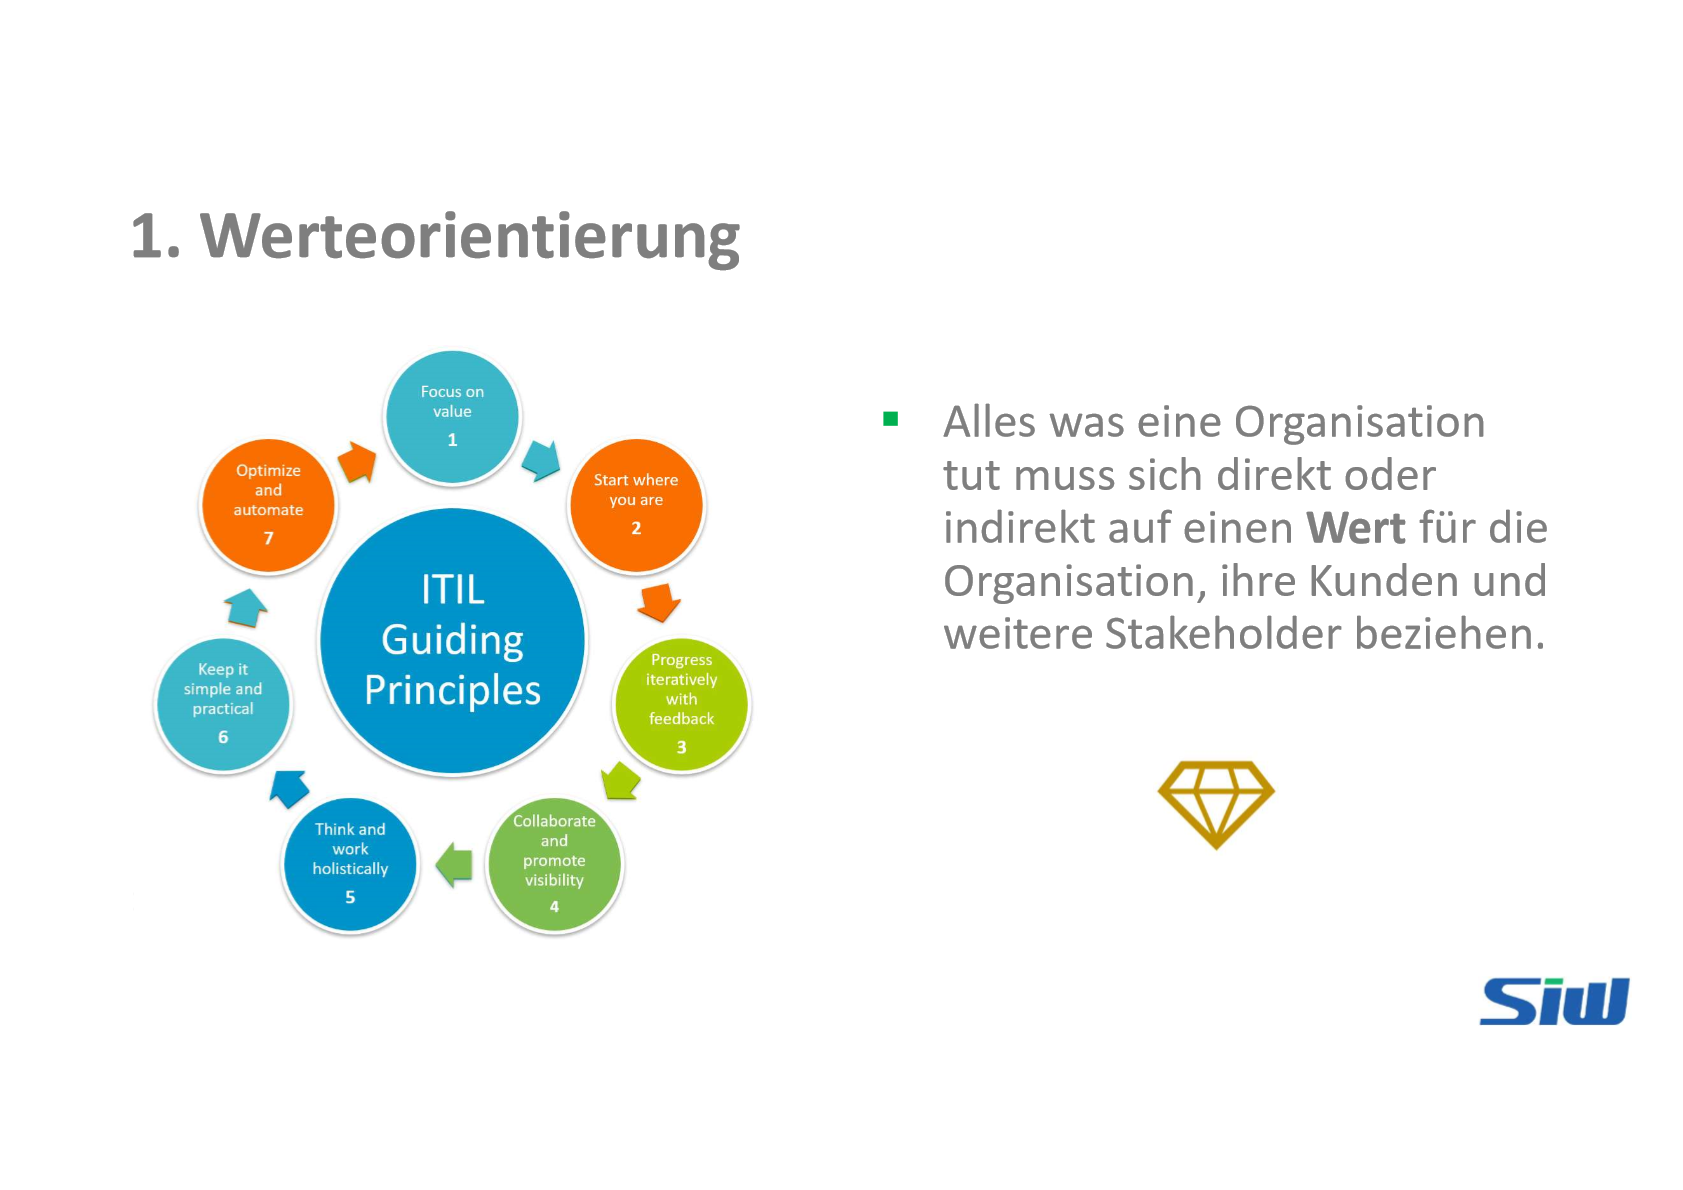 1. Werteorientierung
Focus on
value
1
Start where
you are
2
Progress
iteratively
with
feedback
3
Collaborate
and
promote
visibility
4
Think and
work
holistically
5
Keep it
simple and
practical
6
Optimize
and
automate
7
ITIL
Guiding
Principles
Alles was eine Organisation
tut muss sich direkt oder
indirekt auf einen Wert für die
Organisation, ihre Kunden und
weitere Stakeholder beziehen.
Siw